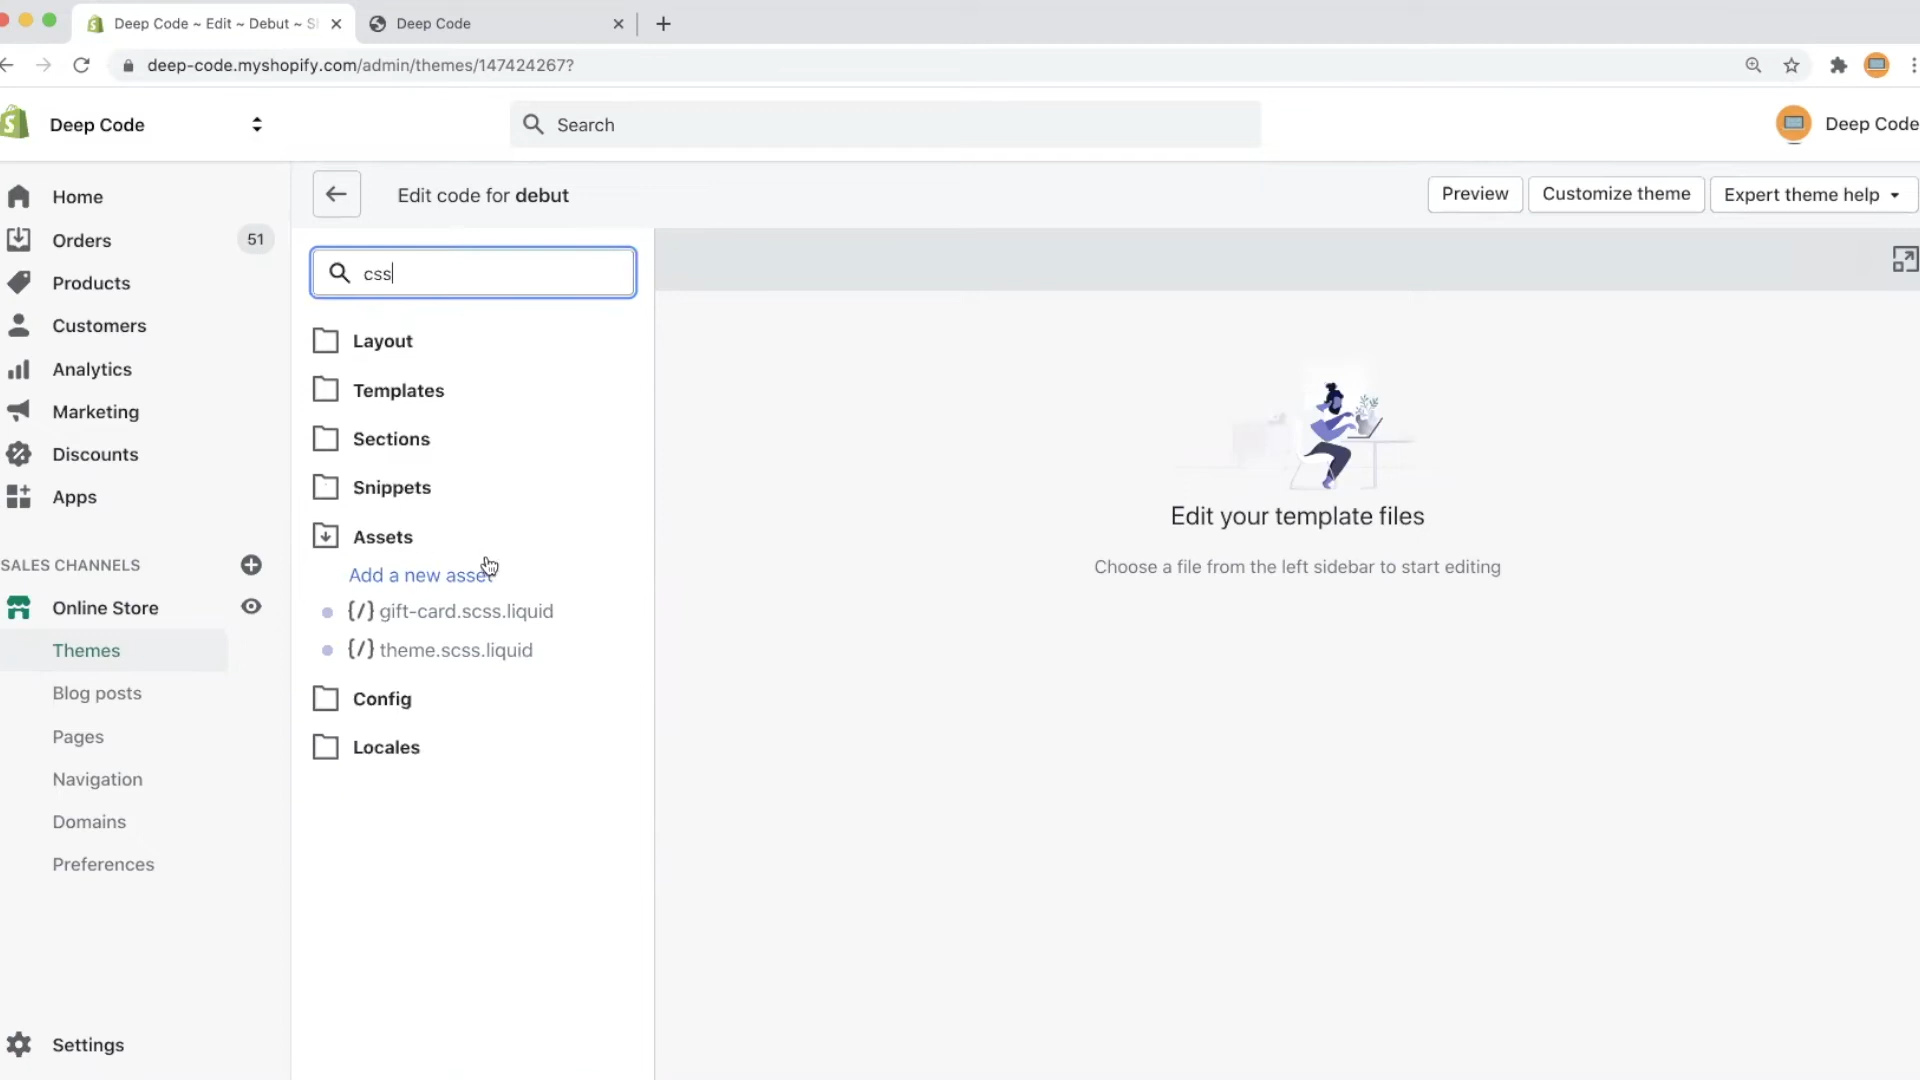 Deep Code ~ Edit ~ Debut ~ S
Deep Code
deep-code.myshopify.com/admin/themes/147424267?
Deep Code
Search
Deep Code
Home
Orders
51
Products
Customers
Analytics
Marketing
Discounts
Apps
SALES CHANNELS
Online Store
Themes
Blog posts
Pages
Navigation
Domains
Preferences
Settings
Edit code for debut
Preview
Customize theme
Expert theme help
css
Layout
Templates
Sections
Snippets
Assets
Add a new asset
{/} gift-card.scss.liquid
{/} theme.scss.liquid
Config
Locales
Edit your template files
Choose a file from the left sidebar to start editing